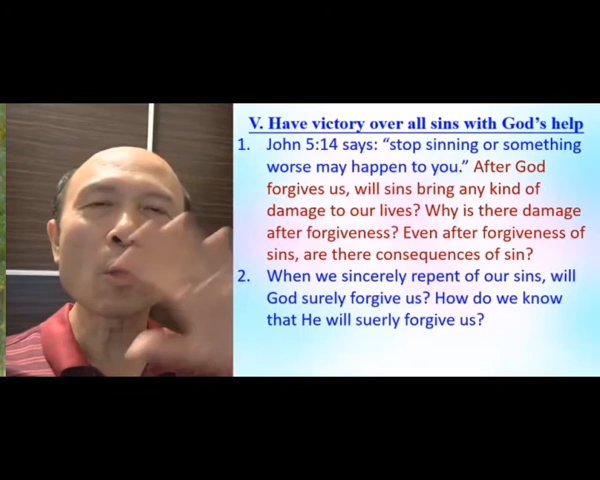 V. Have victory over all sins with God's help
1. John 5:14 says: “stop sinning or something
worse may happen to you.” After God
forgives us, will sins bring any kind of
damage to our lives? Why is there damage
after forgiveness? Even after forgiveness of
sins, are there consequences of sin?
2. When we sincerely repent of our sins, will
God surely forgive us? How do we know
that He will suerly forgive us?